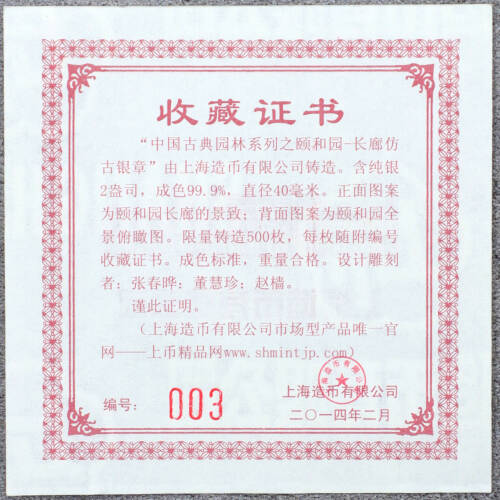 收藏证书
“中国古典园林系列之颐和园-长廊仿
古银章”由上海造币有限公司铸造。含纯银
2盎司，成色99.9%，直径40毫米。正面图案
为颐和园长廊的景致；背面图案为颐和园全
景俯瞰图。限量铸造500枚，每枚随附编号
收藏证书。成色标准，重量合格。设计雕刻
者：张春晔；董慧珍；赵樯。
谨此证明。
（上海造币有限公司市场型产品唯一官
网——上币精品网www.shmintjp.com）
编号：003
上海造币有限公司
二〇一四年二月